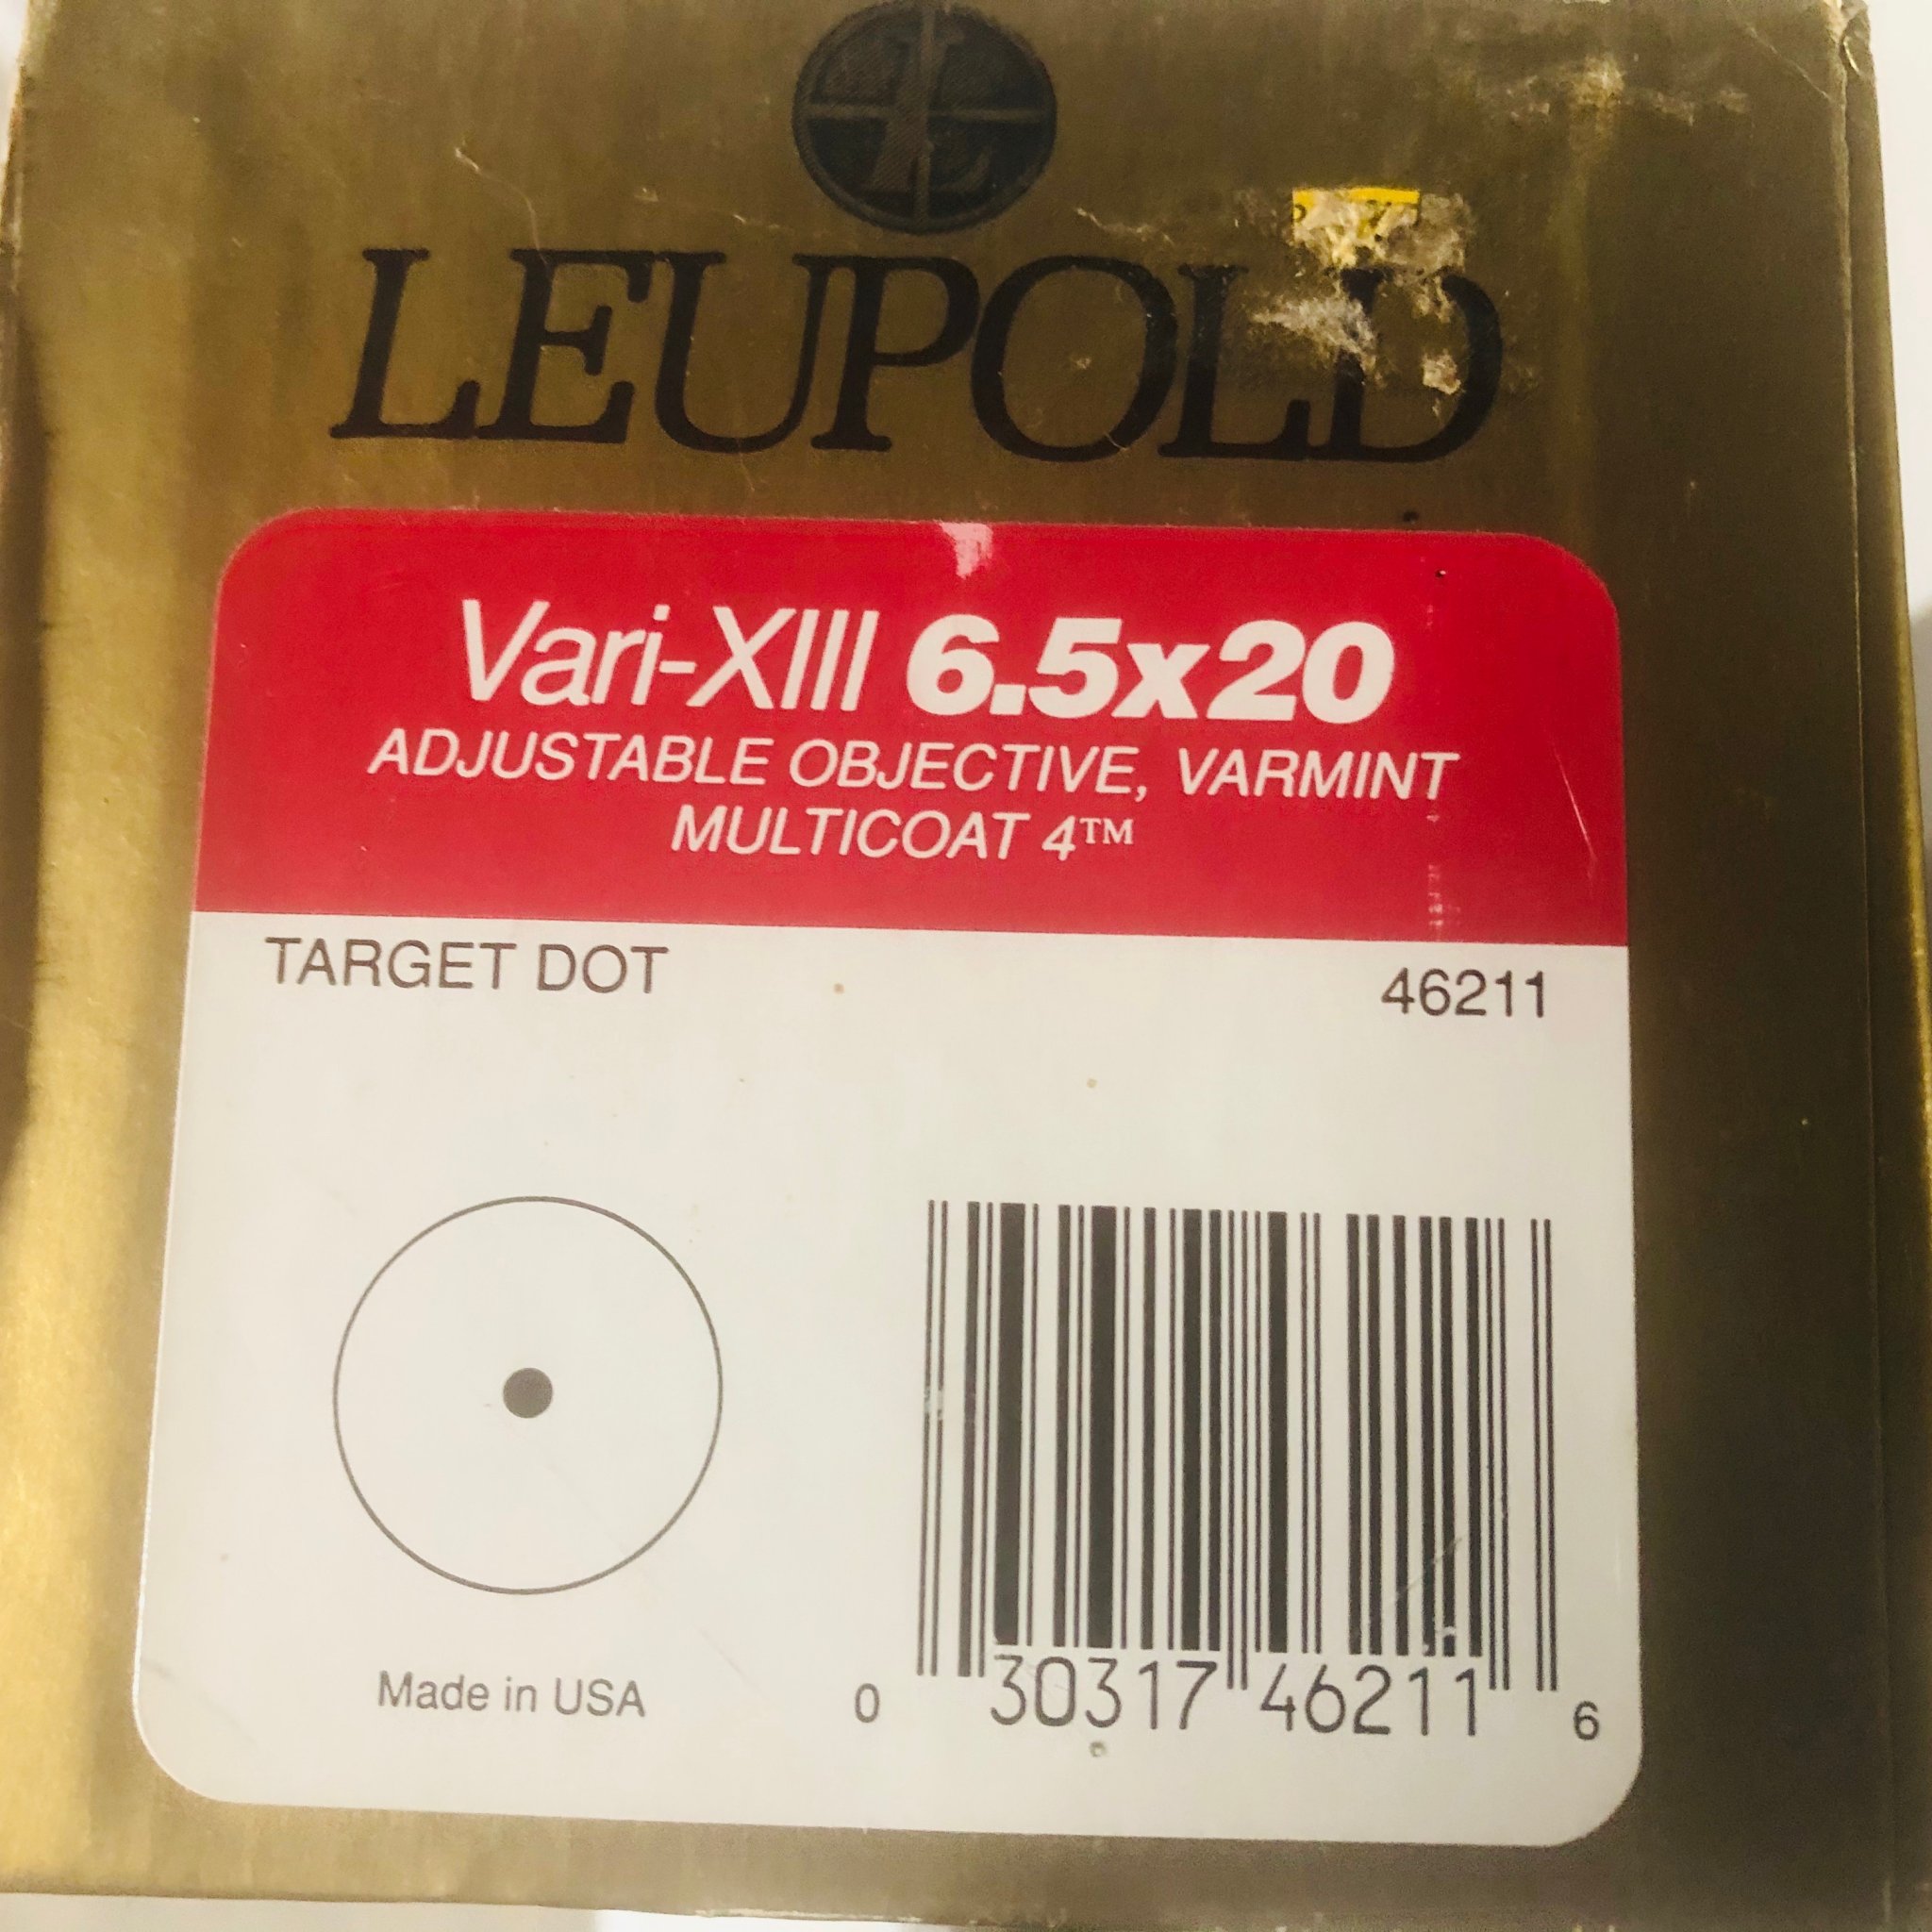 LEUPOLD
Vari-XIII 6.5x20
ADJUSTABLE OBJECTIVE, VARMINT
MULTICOAT 4™
TARGET DOT
46211
Made in USA
0 30317 46211 6